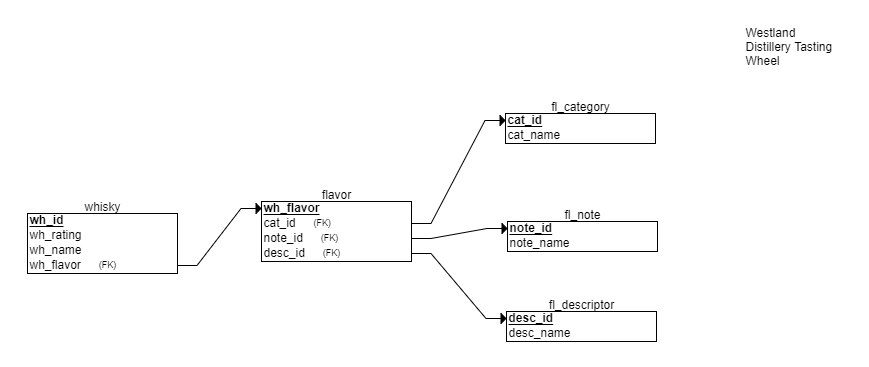 Westland
Distillery Tasting
Wheel
fl_category
cat_id
cat_name
whisky
wh_id
wh_rating
wh_name
wh_flavor (FK)
flavor
wh_flavor
cat_id (FK)
note_id (FK)
desc_id (FK)
fl_note
note_id
note_name
fl_descriptor
desc_id
desc_name